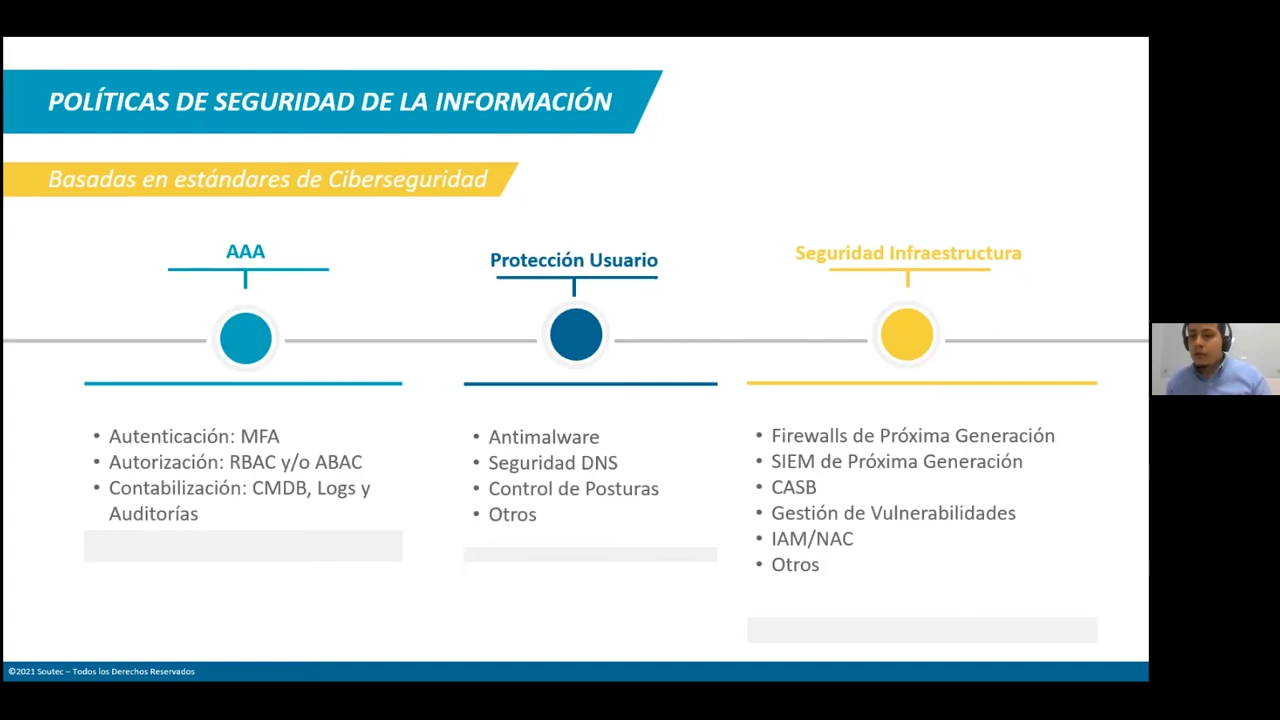 POLÍTICAS DE SEGURIDAD DE LA INFORMACIÓN
Basadas en estándares de Ciberseguridad
AAA
• Autenticación: MFA
• Autorización: RBAC y/o ABAC
• Contabilización: CMDB, Logs y
Auditorías
Protección Usuario
• Antimalware
• Seguridad DNS
• Control de Posturas
• Otros
Seguridad Infraestructura
• Firewalls de Próxima Generación
• SIEM de Próxima Generación
• CASB
• Gestión de Vulnerabilidades
• IAM/NAC
• Otros
©2021 Soutec – Todos los Derechos Reservados